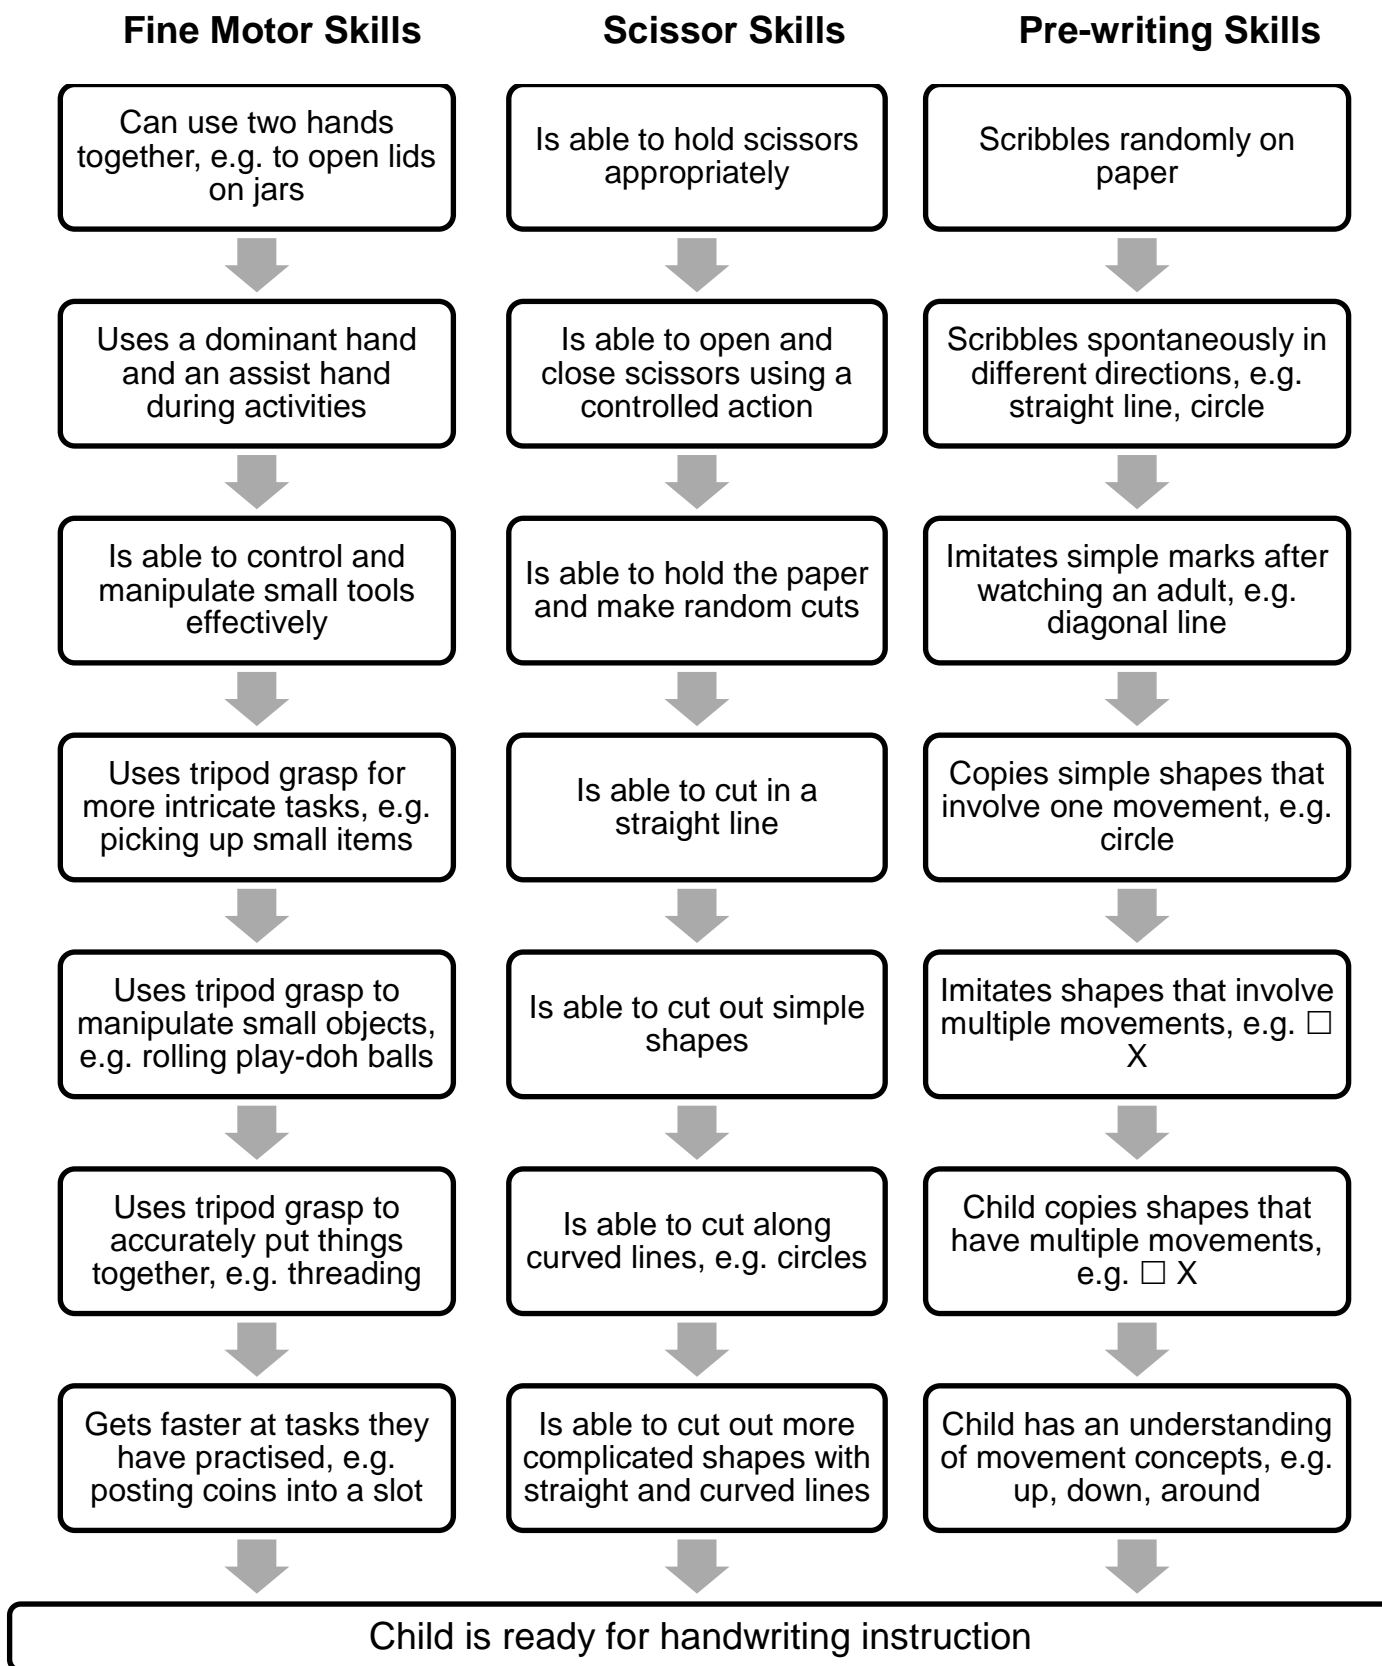 Fine Motor Skills
Can use two hands
together, e.g. to open lids
on jars
Uses a dominant hand
and an assist hand
during activities
Is able to control and
manipulate small tools
effectively
Uses tripod grasp for
more intricate tasks, e.g.
picking up small items
Uses tripod grasp to
manipulate small objects,
e.g. rolling play-doh balls
Uses tripod grasp to
accurately put things
together, e.g. threading
Gets faster at tasks they
have practised, e.g.
posting coins into a slot
Scissor Skills
Is able to hold scissors
appropriately
Is able to open and
close scissors using a
controlled action
Is able to hold the paper
and make random cuts
Is able to cut in a
straight line
Is able to cut out simple
shapes
Is able to cut along
curved lines, e.g. circles
Is able to cut out more
complicated shapes with
straight and curved lines
Pre-writing Skills
Scribbles randomly on
paper
Scribbles spontaneously in
different directions, e.g.
straight line, circle
Imitates simple marks after
watching an adult, e.g.
diagonal line
Copies simple shapes that
involve one movement, e.g.
circle
Imitates shapes that involve
multiple movements, e.g. □
X
Child copies shapes that
have multiple movements,
e.g. □ X
Child has an understanding
of movement concepts, e.g.
up, down, around
Child is ready for handwriting instruction